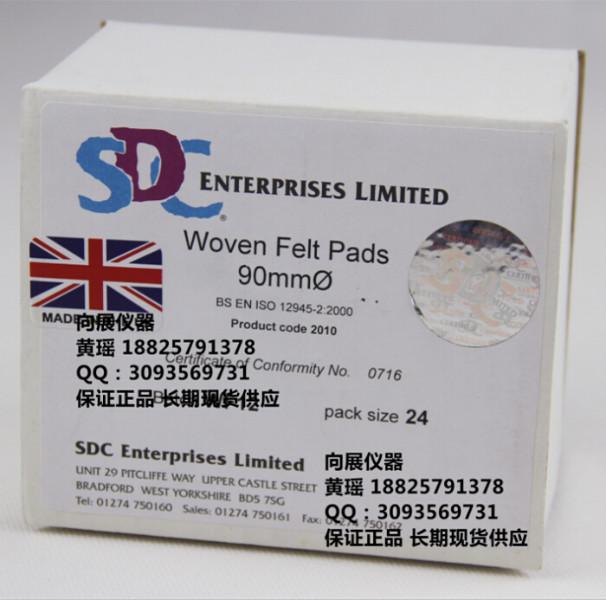 SDC ENTERPRISES LIMITED
®
Woven Felt Pads
90mmØ
BS EN ISO 12945-2:2000
Product code 2010
MADE
向展仪器
黄瑶 18825791378
Certificate of Conformity No. 0716
QQ：3093569731
保证正品 长期现货供应
pack size 24
SDC Enterprises Limited
UNIT 29 PITCLIFFE WAY UPPER CASTLE STREET
BRADFORD WEST YORKSHIRE BD5 7SG
Tel: 01274 750160 Sales: 01274 750161 Fax: 01274 750162
向展仪器
黄瑶 18825791378
QQ：3093569731
保证正品 长期现货供应